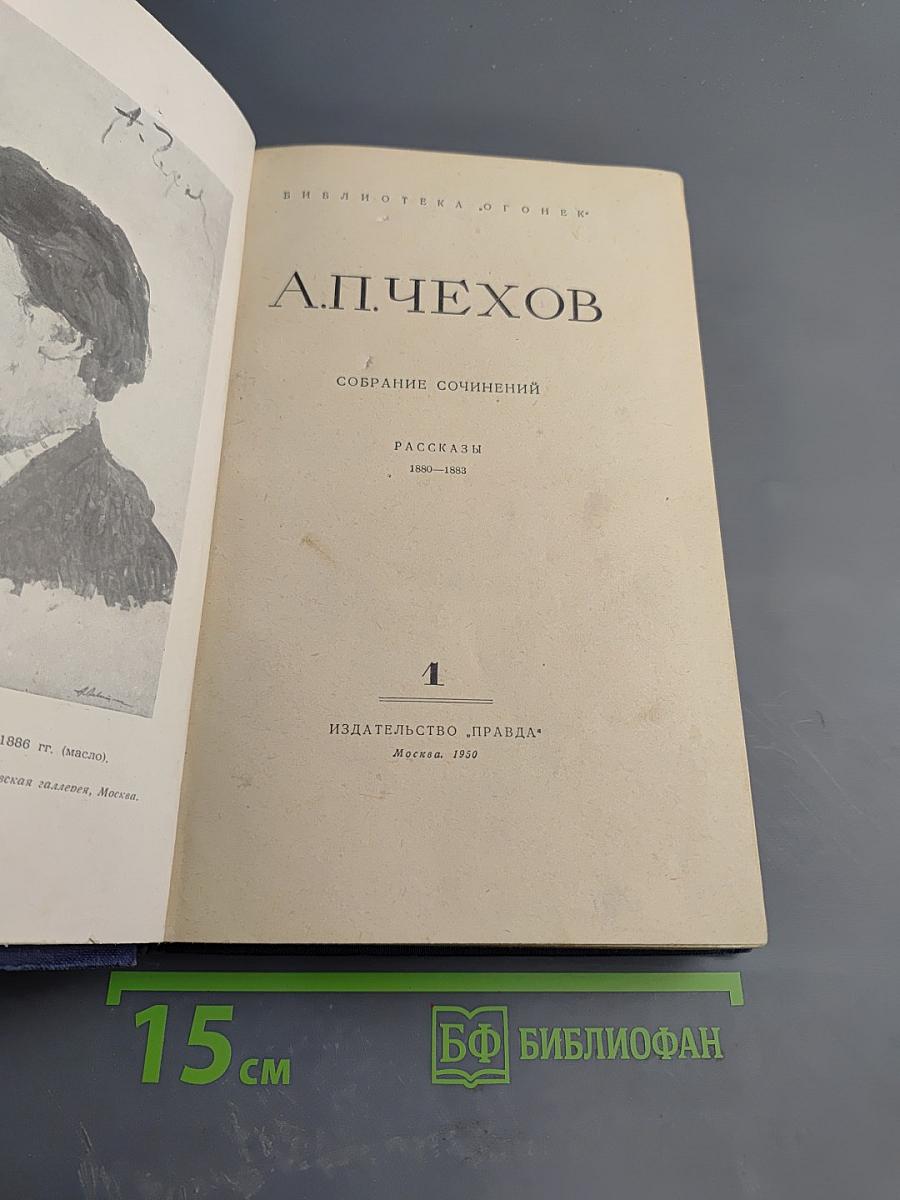 А. Чехов
1886 гг. (масло).
вская галлерея, Москва.
БИБЛИОТЕКА „ОГОНЕК“
А.П.ЧЕХОВ
СОБРАНИЕ СОЧИНЕНИЙ
РАССКАЗЫ
1880—1883
1
ИЗДАТЕЛЬСТВО „ПРАВДА“
Москва. 1950
15 см
БФ БИБЛИОФАН